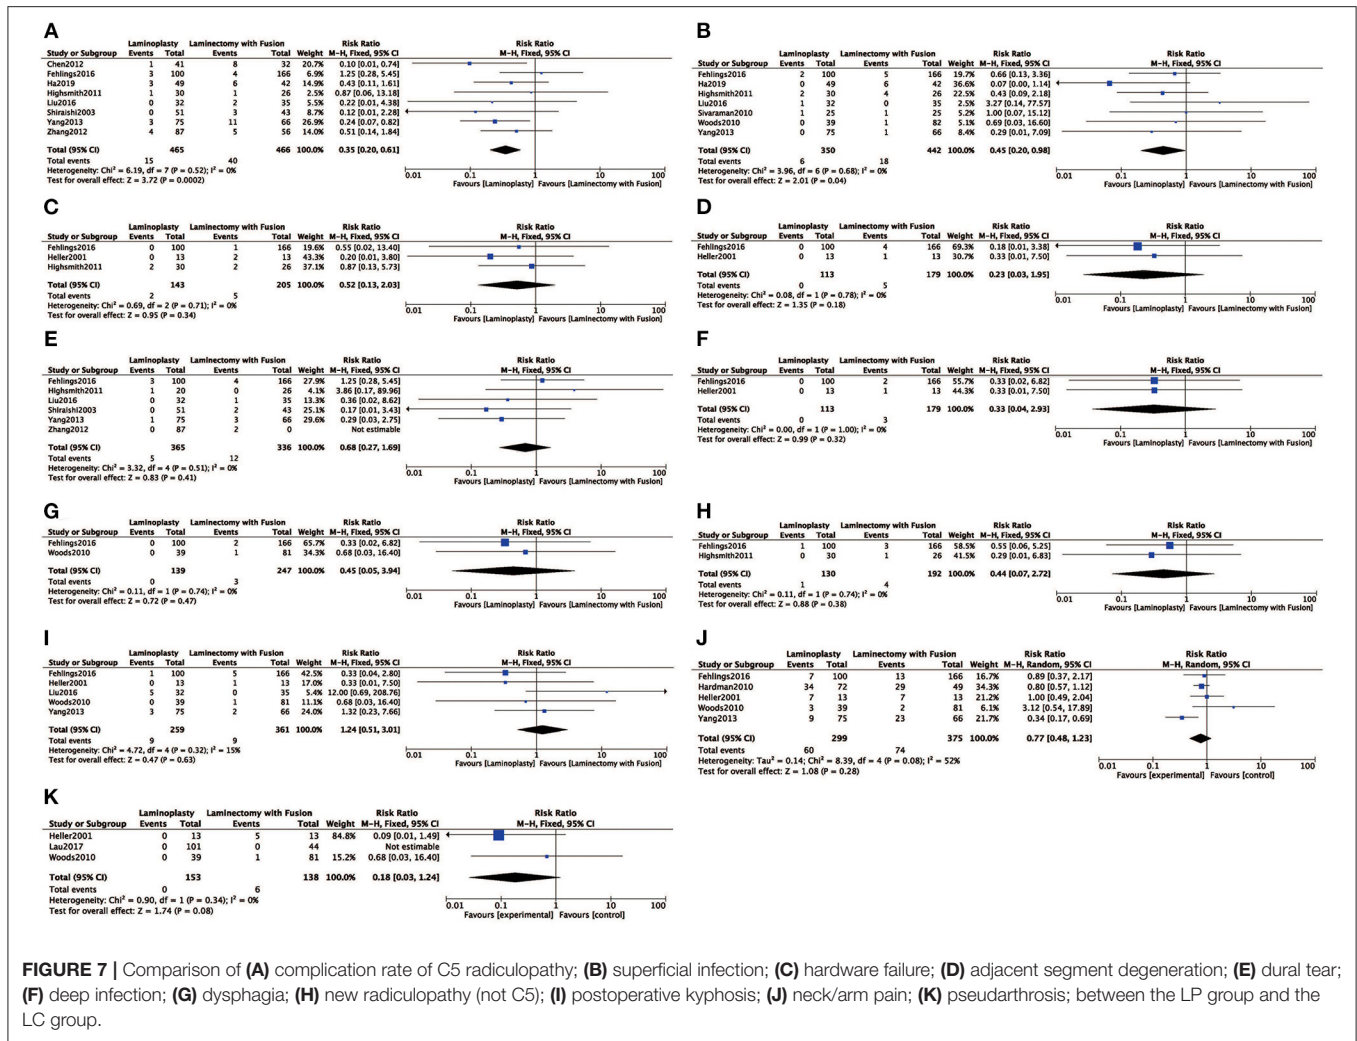 A
Laminoplasty Laminectomy with Fusion Risk Ratio Risk Ratio
Study or Subgroup Events Total Events Total Weight M-H, Fixed, 95% CI M-H, Fixed, 95% CI
Chen2012 1 41 8 32 20.7% 0.10 [0.01, 0.74]
Fehlings2016 3 100 4 166 6.9% 1.25 [0.28, 5.45]
Ha2019 3 49 6 42 14.9% 0.43 [0.11, 1.61]
Highsmith2011 1 30 1 26 2.5% 0.87 [0.06, 13.18]
Liu2016 0 32 2 35 5.5% 0.22 [0.01, 4.38]
Shiraishi2003 0 51 3 43 8.7% 0.12 [0.01, 2.28]
Yang2013 3 75 11 66 26.9% 0.24 [0.07, 0.82]
Zhang2012 4 87 5 56 14.0% 0.51 [0.14, 1.84]
Total (95% CI) 465 466 100.0% 0.35 [0.20, 0.61]
Total events 15 40
Heterogeneity: Chi² = 6.19, df = 7 (P = 0.52); I² = 0%
Test for overall effect: Z = 3.72 (P = 0.0002)
0.01 0.1 1 10 100
Favours [Laminoplasty] Favours [Laminectomy with Fusion]
B
Laminoplasty Laminectomy with Fusion Risk Ratio Risk Ratio
Study or Subgroup Events Total Events Total Weight M-H, Fixed, 95% CI M-H, Fixed, 95% CI
Fehlings2016 2 100 5 166 19.7% 0.66 [0.13, 3.36]
Ha2019 0 49 6 42 36.6% 0.07 [0.00, 1.14]
Highsmith2011 2 30 4 26 22.5% 0.43 [0.09, 2.18]
Liu2016 1 32 0 35 2.5% 3.27 [0.14, 77.57]
Sivaraman2010 1 25 1 25 5.2% 1.00 [0.07, 15.12]
Woods2010 0 39 1 82 5.1% 0.69 [0.03, 16.60]
Yang2013 0 75 1 66 8.4% 0.29 [0.01, 7.09]
Total (95% CI) 350 442 100.0% 0.45 [0.20, 0.98]
Total events 6 18
Heterogeneity: Chi² = 3.96, df = 6 (P = 0.68); I² = 0%
Test for overall effect: Z = 2.01 (P = 0.04)
0.01 0.1 1 10 100
Favours [Laminoplasty] Favours [Laminectomy with Fusion]
C
Laminoplasty Laminectomy with Fusion Risk Ratio Risk Ratio
Study or Subgroup Events Total Events Total Weight M-H, Fixed, 95% CI M-H, Fixed, 95% CI
Fehlings2016 0 100 1 166 19.6% 0.55 [0.02, 13.40]
Heller2001 0 13 2 13 43.3% 0.20 [0.01, 3.80]
Highsmith2011 2 30 2 26 37.1% 0.87 [0.13, 5.73]
Total (95% CI) 143 205 100.0% 0.52 [0.13, 2.03]
Total events 2 5
Heterogeneity: Chi² = 0.69, df = 2 (P = 0.71); I² = 0%
Test for overall effect: Z = 0.95 (P = 0.34)
0.01 0.1 1 10 100
Favours [Laminoplasty] Favours [Laminectomy with Fusion]
D
Laminoplasty Laminectomy with Fusion Risk Ratio Risk Ratio
Study or Subgroup Events Total Events Total Weight M-H, Fixed, 95% CI M-H, Fixed, 95% CI
Fehlings2016 0 100 4 166 69.3% 0.18 [0.01, 3.38]
Heller2001 0 13 1 13 30.7% 0.33 [0.01, 7.50]
Total (95% CI) 113 179 100.0% 0.23 [0.03, 1.95]
Total events 0 5
Heterogeneity: Chi² = 0.08, df = 1 (P = 0.78); I² = 0%
Test for overall effect: Z = 1.35 (P = 0.18)
0.01 0.1 1 10 100
Favours [Laminoplasty] Favours [Laminectomy with Fusion]
E
Laminoplasty Laminectomy with Fusion Risk Ratio Risk Ratio
Study or Subgroup Events Total Events Total Weight M-H, Fixed, 95% CI M-H, Fixed, 95% CI
Fehlings2016 3 100 4 166 27.9% 1.25 [0.28, 5.45]
Highsmith2011 1 20 0 26 4.1% 3.86 [0.17, 89.96]
Liu2016 0 32 1 35 13.3% 0.36 [0.02, 8.62]
Shiraishi2003 0 51 2 43 25.1% 0.17 [0.01, 3.43]
Yang2013 1 75 3 66 29.6% 0.29 [0.03, 2.75]
Zhang2012 0 87 2 0 Not estimable
Total (95% CI) 365 336 100.0% 0.68 [0.27, 1.69]
Total events 5 12
Heterogeneity: Chi² = 3.32, df = 4 (P = 0.51); I² = 0%
Test for overall effect: Z = 0.83 (P = 0.41)
0.01 0.1 1 10 100
Favours [Laminoplasty] Favours [Laminectomy with Fusion]
F
Laminoplasty Laminectomy with Fusion Risk Ratio Risk Ratio
Study or Subgroup Events Total Events Total Weight M-H, Fixed, 95% CI M-H, Fixed, 95% CI
Fehlings2016 0 100 2 166 55.7% 0.33 [0.02, 6.82]
Heller2001 0 13 1 13 44.3% 0.33 [0.01, 7.50]
Total (95% CI) 113 179 100.0% 0.33 [0.04, 2.93]
Total events 0 3
Heterogeneity: Chi² = 0.00, df = 1 (P = 1.00); I² = 0%
Test for overall effect: Z = 0.99 (P = 0.32)
0.01 0.1 1 10 100
Favours [Laminoplasty] Favours [Laminectomy with Fusion]
G
Laminoplasty Laminectomy with Fusion Risk Ratio Risk Ratio
Study or Subgroup Events Total Events Total Weight M-H, Fixed, 95% CI M-H, Fixed, 95% CI
Fehlings2016 0 100 2 166 65.7% 0.33 [0.02, 6.82]
Woods2010 0 39 1 81 34.3% 0.68 [0.03, 16.40]
Total (95% CI) 139 247 100.0% 0.45 [0.05, 3.94]
Total events 0 3
Heterogeneity: Chi² = 0.11, df = 1 (P = 0.74); I² = 0%
Test for overall effect: Z = 0.72 (P = 0.47)
0.01 0.1 1 10 100
Favours [Laminoplasty] Favours [Laminectomy with Fusion]
H
Laminoplasty Laminectomy with Fusion Risk Ratio Risk Ratio
Study or Subgroup Events Total Events Total Weight M-H, Fixed, 95% CI M-H, Fixed, 95% CI
Fehlings2016 1 100 3 166 58.5% 0.55 [0.06, 5.25]
Highsmith2011 0 30 1 26 41.5% 0.29 [0.01, 6.83]
Total (95% CI) 130 192 100.0% 0.44 [0.07, 2.72]
Total events 1 4
Heterogeneity: Chi² = 0.11, df = 1 (P = 0.74); I² = 0%
Test for overall effect: Z = 0.88 (P = 0.38)
0.01 0.1 1 10 100
Favours [Laminoplasty] Favours [Laminectomy with Fusion]
I
Laminoplasty Laminectomy with Fusion Risk Ratio Risk Ratio
Study or Subgroup Events Total Events Total Weight M-H, Fixed, 95% CI M-H, Fixed, 95% CI
Fehlings2016 1 100 5 166 42.5% 0.33 [0.04, 2.80]
Heller2001 0 13 1 13 17.0% 0.33 [0.01, 7.50]
Liu2016 5 32 0 35 5.4% 12.00 [0.69, 208.76]
Woods2010 0 39 1 81 11.1% 0.68 [0.03, 16.40]
Yang2013 3 75 2 66 24.0% 1.32 [0.23, 7.66]
Total (95% CI) 259 361 100.0% 1.24 [0.51, 3.01]
Total events 9 9
Heterogeneity: Chi² = 4.72, df = 4 (P = 0.32); I² = 15%
Test for overall effect: Z = 0.47 (P = 0.63)
0.01 0.1 1 10 100
Favours [Laminoplasty] Favours [Laminectomy with Fusion]
J
Laminoplasty Laminectomy with Fusion Risk Ratio Risk Ratio
Study or Subgroup Events Total Events Total Weight M-H, Random, 95% CI M-H, Random, 95% CI
Fehlings2016 7 100 13 166 16.7% 0.89 [0.37, 2.17]
Hardman2010 34 72 29 49 34.3% 0.80 [0.57, 1.12]
Heller2001 7 13 7 13 21.2% 1.00 [0.49, 2.04]
Woods2010 3 39 2 81 6.1% 3.12 [0.54, 17.89]
Yang2013 9 75 23 66 21.7% 0.34 [0.17, 0.69]
Total (95% CI) 299 375 100.0% 0.77 [0.48, 1.23]
Total events 60 74
Heterogeneity: Tau² = 0.14; Chi² = 8.39, df = 4 (P = 0.08); I² = 52%
Test for overall effect: Z = 1.08 (P = 0.28)
0.01 0.1 1 10 100
Favours [experimental] Favours [control]
K
Laminoplasty Laminectomy with Fusion Risk Ratio Risk Ratio
Study or Subgroup Events Total Events Total Weight M-H, Fixed, 95% CI M-H, Fixed, 95% CI
Heller2001 0 13 5 13 84.8% 0.09 [0.01, 1.49]
Lau2017 0 101 0 44 Not estimable
Woods2010 0 39 1 81 15.2% 0.68 [0.03, 16.40]
Total (95% CI) 153 138 100.0% 0.18 [0.03, 1.24]
Total events 0 6
Heterogeneity: Chi² = 0.90, df = 1 (P = 0.34); I² = 0%
Test for overall effect: Z = 1.74 (P = 0.08)
0.01 0.1 1 10 100
Favours [experimental] Favours [control]
FIGURE 7 | Comparison of (A) complication rate of C5 radiculopathy; (B) superficial infection; (C) hardware failure; (D) adjacent segment degeneration; (E) dural tear;
(F) deep infection; (G) dysphagia; (H) new radiculopathy (not C5); (I) postoperative kyphosis; (J) neck/arm pain; (K) pseudarthrosis; between the LP group and the
LC group.